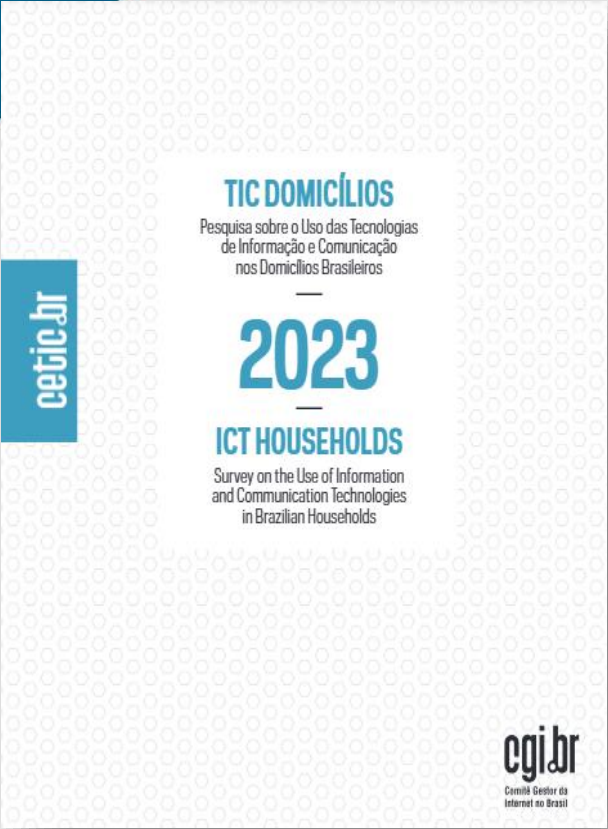 TIC DOMICÍLIOS
Pesquisa sobre o Uso das Tecnologias
de Informação e Comunicação
nos Domicílios Brasileiros
2023
ICT HOUSEHOLDS
Survey on the Use of Information
and Communication Technologies
in Brazilian Households
cetic.br
cgi.br
Comitê Gestor da
Internet no Brasil